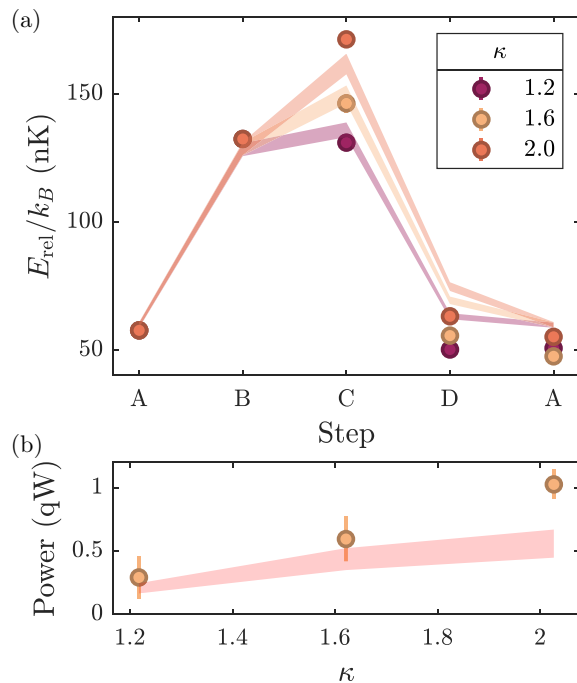 (a)
κ
1.2
1.6
2.0
150
100
50
E_rel/k_B (nK)
A B C D A
Step
(b)
1
0.5
0
Power (qW)
1.2 1.4 1.6 1.8 2
κ